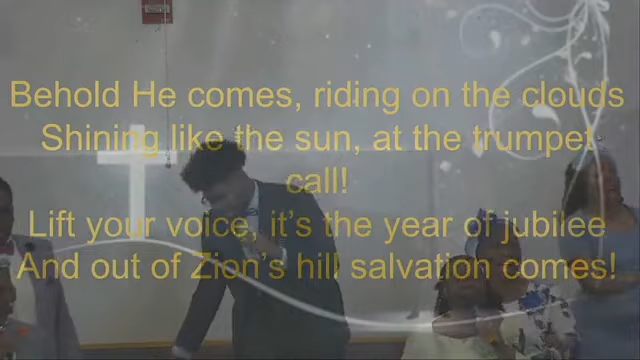 Behold He comes, riding on the clouds
Shining like the sun, at the trumpet
call!
Lift your voice, it’s the year of jubilee
And out of Zion’s hill salvation comes!